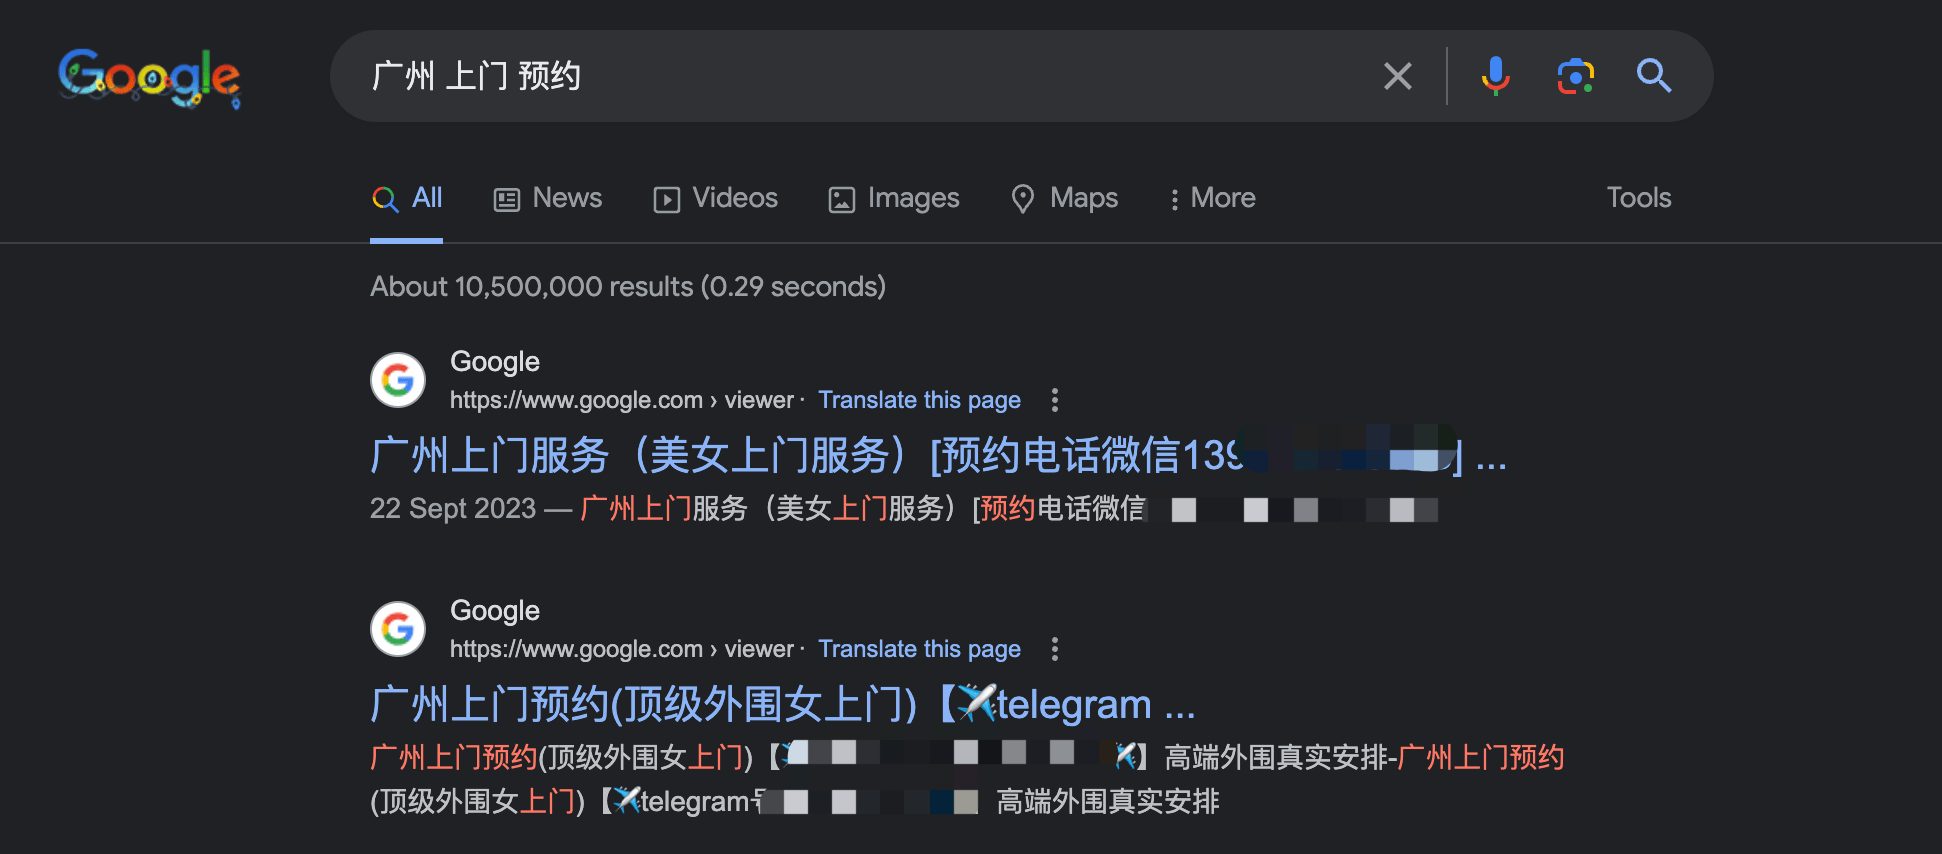 Google
广州 上门 预约
All News Videos Images Maps More Tools
About 10,500,000 results (0.29 seconds)
Google
https://www.google.com › viewer · Translate this page
广州上门服务（美女上门服务）[预约电话微信139 ] ...
22 Sept 2023 — 广州上门服务（美女上门服务）[预约电话微信
Google
https://www.google.com › viewer · Translate this page
广州上门预约(顶级外围女上门)【✈️telegram ...
广州上门预约(顶级外围女上门)【✈️ ✈️】高端外围真实安排-广州上门预约
(顶级外围女上门)【✈️telegram 高端外围真实安排